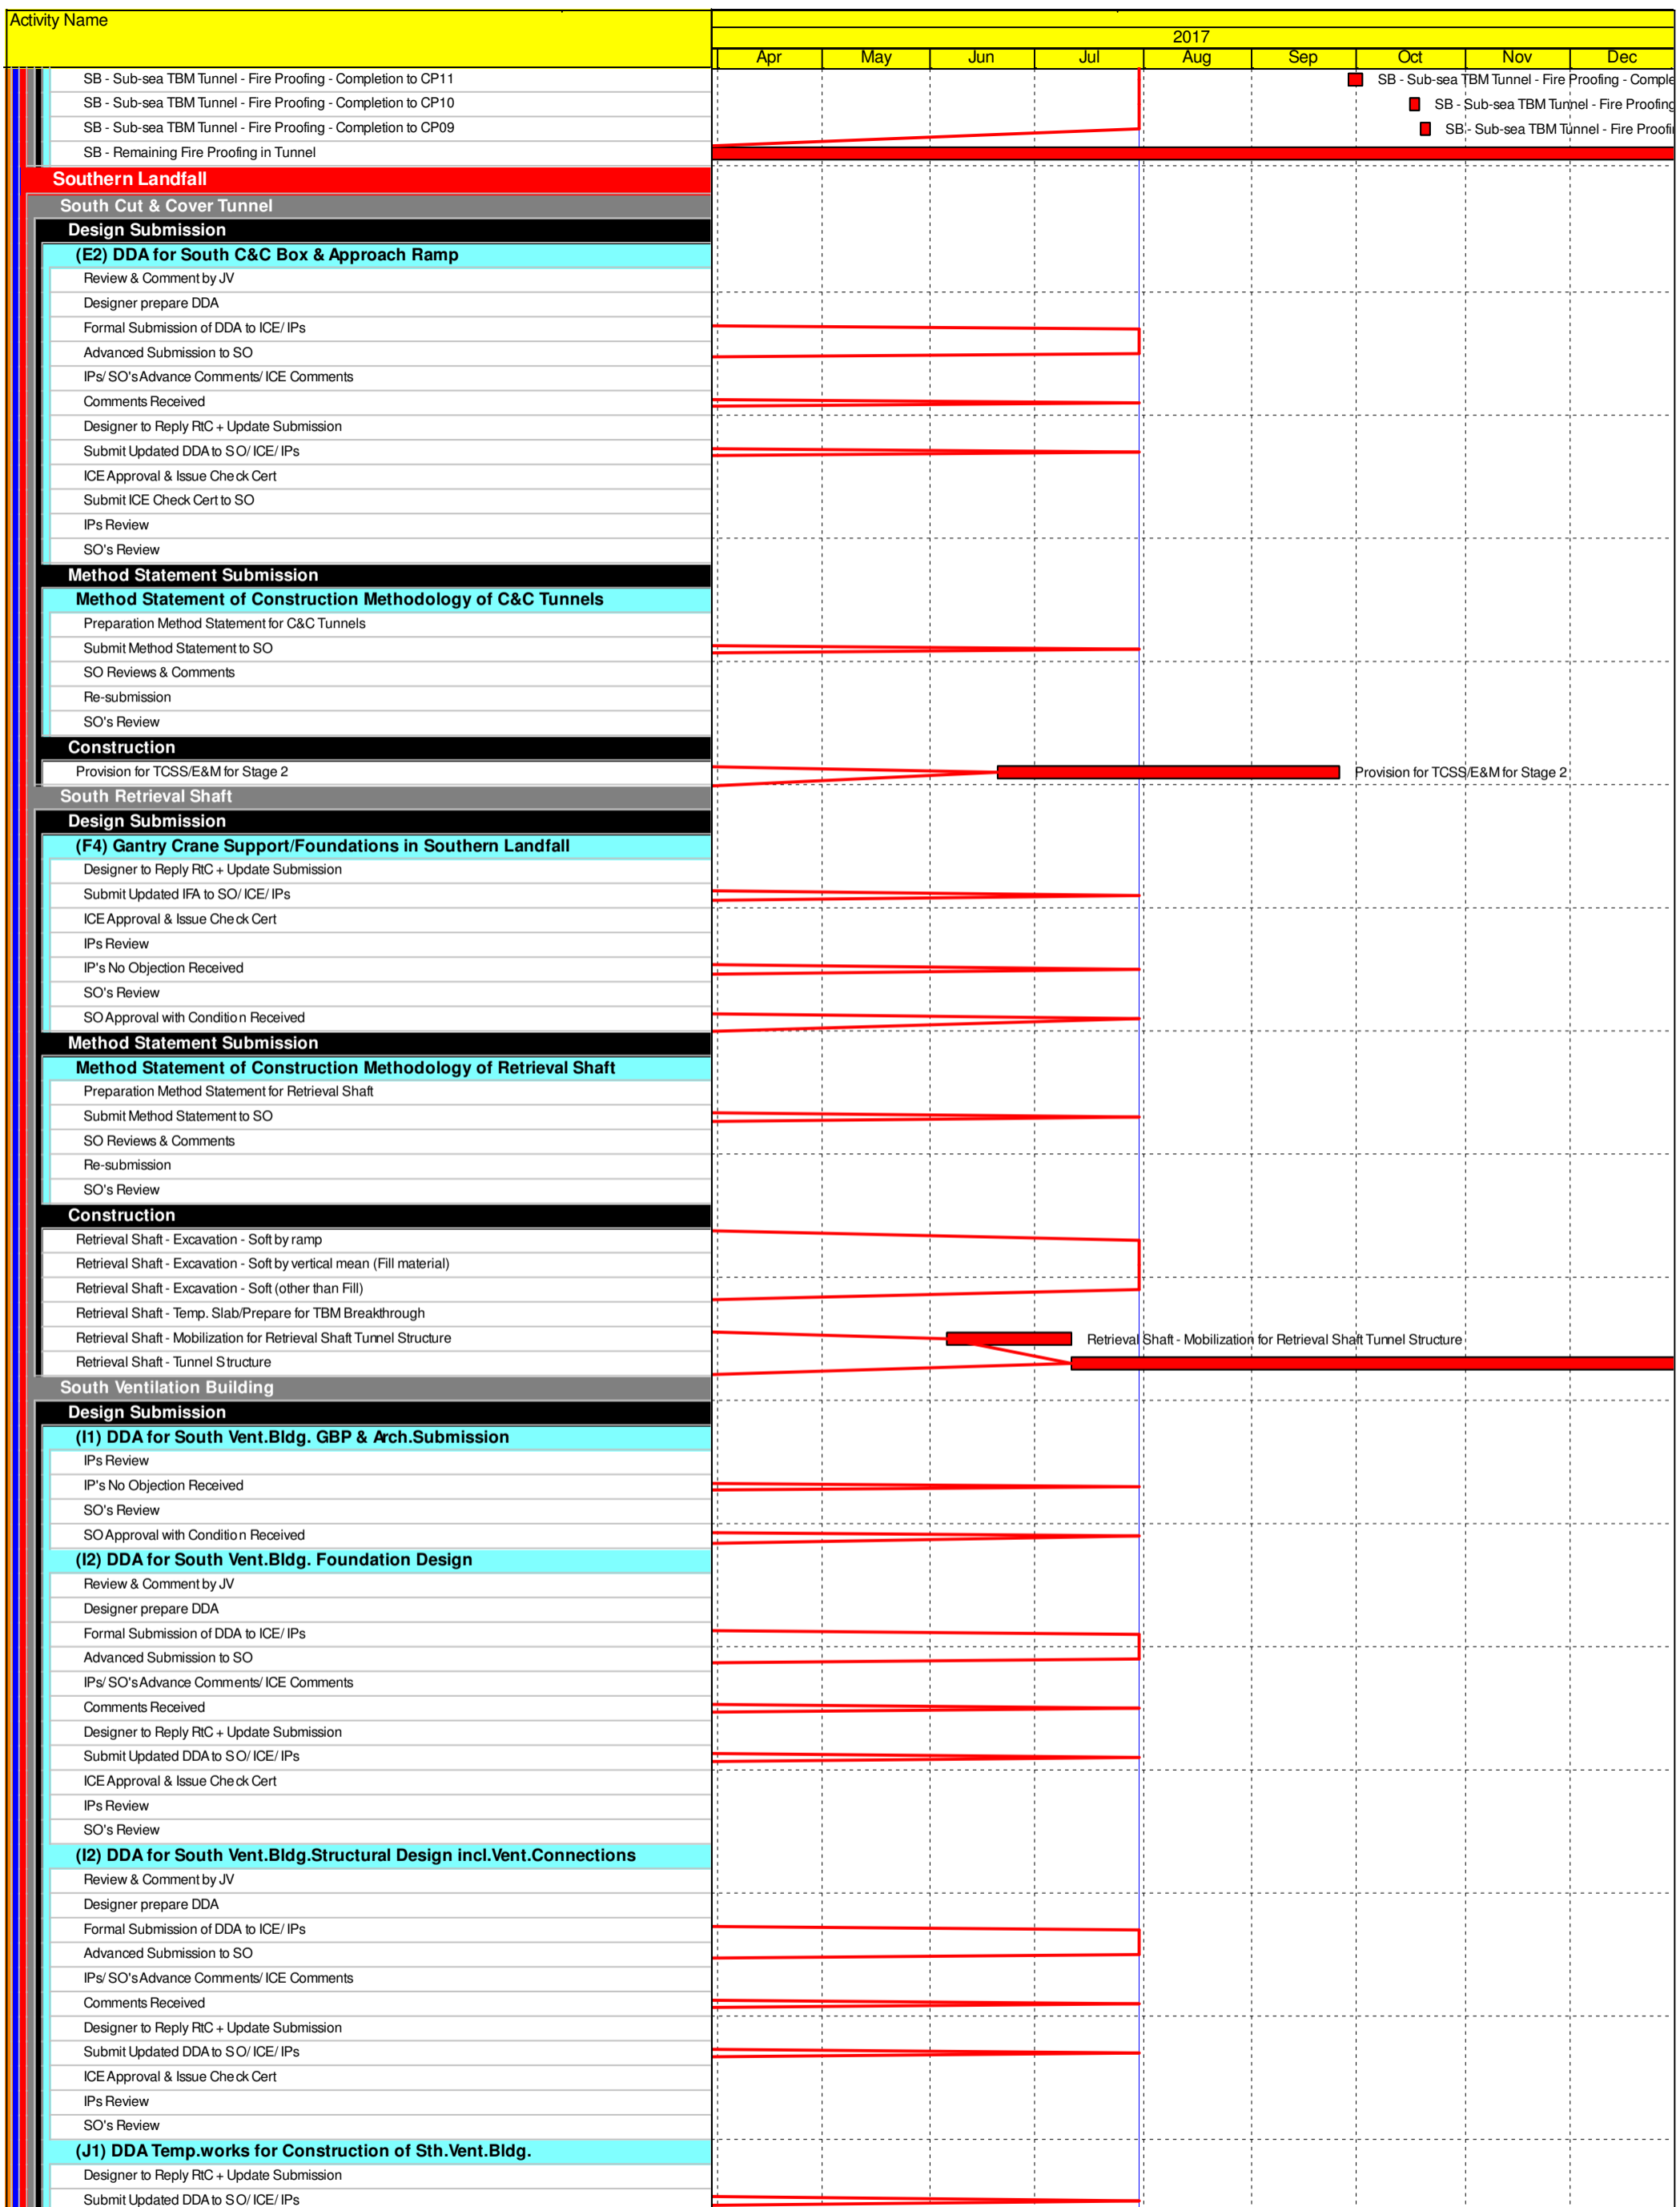 Activity Name
2017
Apr May Jun Jul Aug Sep Oct Nov Dec
SB - Sub-sea TBM Tunnel - Fire Proofing - Completion to CP11 SB - Sub-sea TBM Tunnel - Fire Proofing - Comple
SB - Sub-sea TBM Tunnel - Fire Proofing - Completion to CP10 SB - Sub-sea TBM Tunnel - Fire Proofing
SB - Sub-sea TBM Tunnel - Fire Proofing - Completion to CP09 SB - Sub-sea TBM Tunnel - Fire Proofi
SB - Remaining Fire Proofing in Tunnel
Southern Landfall
South Cut & Cover Tunnel
Design Submission
(E2) DDA for South C&C Box & Approach Ramp
Review & Comment by JV
Designer prepare DDA
Formal Submission of DDA to ICE/ IPs
Advanced Submission to SO
IPs/ SO's Advance Comments/ ICE Comments
Comments Received
Designer to Reply RtC + Update Submission
Submit Updated DDA to SO/ ICE/ IPs
ICE Approval & Issue Check Cert
Submit ICE Check Cert to SO
IPs Review
SO's Review
Method Statement Submission
Method Statement of Construction Methodology of C&C Tunnels
Preparation Method Statement for C&C Tunnels
Submit Method Statement to SO
SO Reviews & Comments
Re-submission
SO's Review
Construction
Provision for TCSS/E&M for Stage 2 Provision for TCSS/E&M for Stage 2
South Retrieval Shaft
Design Submission
(F4) Gantry Crane Support/Foundations in Southern Landfall
Designer to Reply RtC + Update Submission
Submit Updated IFA to SO/ ICE/ IPs
ICE Approval & Issue Check Cert
IPs Review
IP's No Objection Received
SO's Review
SO Approval with Condition Received
Method Statement Submission
Method Statement of Construction Methodology of Retrieval Shaft
Preparation Method Statement for Retrieval Shaft
Submit Method Statement to SO
SO Reviews & Comments
Re-submission
SO's Review
Construction
Retrieval Shaft - Excavation - Soft by ramp
Retrieval Shaft - Excavation - Soft by vertical mean (Fill material)
Retrieval Shaft - Excavation - Soft (other than Fill)
Retrieval Shaft - Temp. Slab/Prepare for TBM Breakthrough
Retrieval Shaft - Mobilization for Retrieval Shaft Tunnel Structure Retrieval Shaft - Mobilization for Retrieval Shaft Tunnel Structure
Retrieval Shaft - Tunnel Structure
South Ventilation Building
Design Submission
(I1) DDA for South Vent.Bldg. GBP & Arch.Submission
IPs Review
IP's No Objection Received
SO's Review
SO Approval with Condition Received
(I2) DDA for South Vent.Bldg. Foundation Design
Review & Comment by JV
Designer prepare DDA
Formal Submission of DDA to ICE/ IPs
Advanced Submission to SO
IPs/ SO's Advance Comments/ ICE Comments
Comments Received
Designer to Reply RtC + Update Submission
Submit Updated DDA to SO/ ICE/ IPs
ICE Approval & Issue Check Cert
IPs Review
SO's Review
(I2) DDA for South Vent.Bldg.Structural Design incl.Vent.Connections
Review & Comment by JV
Designer prepare DDA
Formal Submission of DDA to ICE/ IPs
Advanced Submission to SO
IPs/ SO's Advance Comments/ ICE Comments
Comments Received
Designer to Reply RtC + Update Submission
Submit Updated DDA to SO/ ICE/ IPs
ICE Approval & Issue Check Cert
IPs Review
SO's Review
(J1) DDA Temp.works for Construction of Sth.Vent.Bldg.
Designer to Reply RtC + Update Submission
Submit Updated DDA to SO/ ICE/ IPs